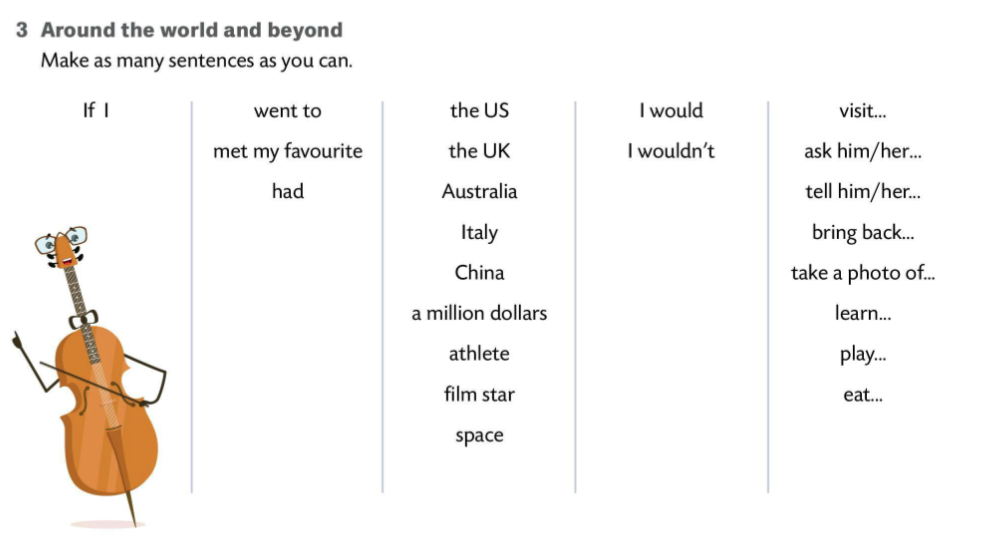 3 Around the world and beyond
Make as many sentences as you can.
If I went to the US I would visit...
met my favourite the UK I wouldn't ask him/her...
had Australia tell him/her...
Italy bring back...
China take a photo of...
a million dollars learn...
athlete play...
film star eat...
space